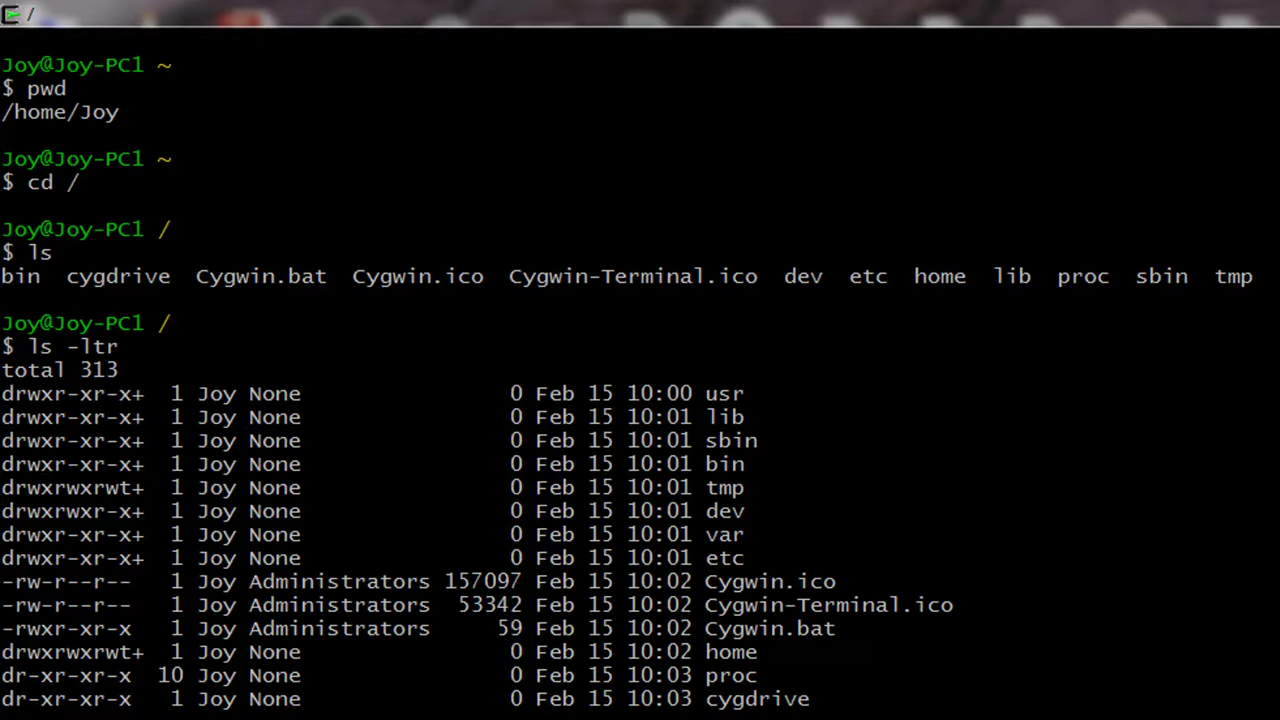 /
Joy@Joy-PC1 ~
$ pwd
/home/Joy
Joy@Joy-PC1 ~
$ cd /
Joy@Joy-PC1 /
$ ls
bin  cygdrive  Cygwin.bat  Cygwin.ico  Cygwin-Terminal.ico  dev  etc  home  lib  proc  sbin  tmp
Joy@Joy-PC1 /
$ ls -ltr
total 313
drwxr-xr-x+  1 Joy None                0 Feb 15 10:00 usr
drwxr-xr-x+  1 Joy None                0 Feb 15 10:01 lib
drwxr-xr-x+  1 Joy None                0 Feb 15 10:01 sbin
drwxr-xr-x+  1 Joy None                0 Feb 15 10:01 bin
drwxrwxrwt+  1 Joy None                0 Feb 15 10:01 tmp
drwxrwxr-x+  1 Joy None                0 Feb 15 10:01 dev
drwxr-xr-x+  1 Joy None                0 Feb 15 10:01 var
drwxr-xr-x+  1 Joy None                0 Feb 15 10:01 etc
-rw-r--r--   1 Joy Administrators 157097 Feb 15 10:02 Cygwin.ico
-rw-r--r--   1 Joy Administrators  53342 Feb 15 10:02 Cygwin-Terminal.ico
-rwxr-xr-x   1 Joy Administrators     59 Feb 15 10:02 Cygwin.bat
drwxrwxrwt+  1 Joy None                0 Feb 15 10:02 home
dr-xr-xr-x  10 Joy None                0 Feb 15 10:03 proc
dr-xr-xr-x   1 Joy None                0 Feb 15 10:03 cygdrive